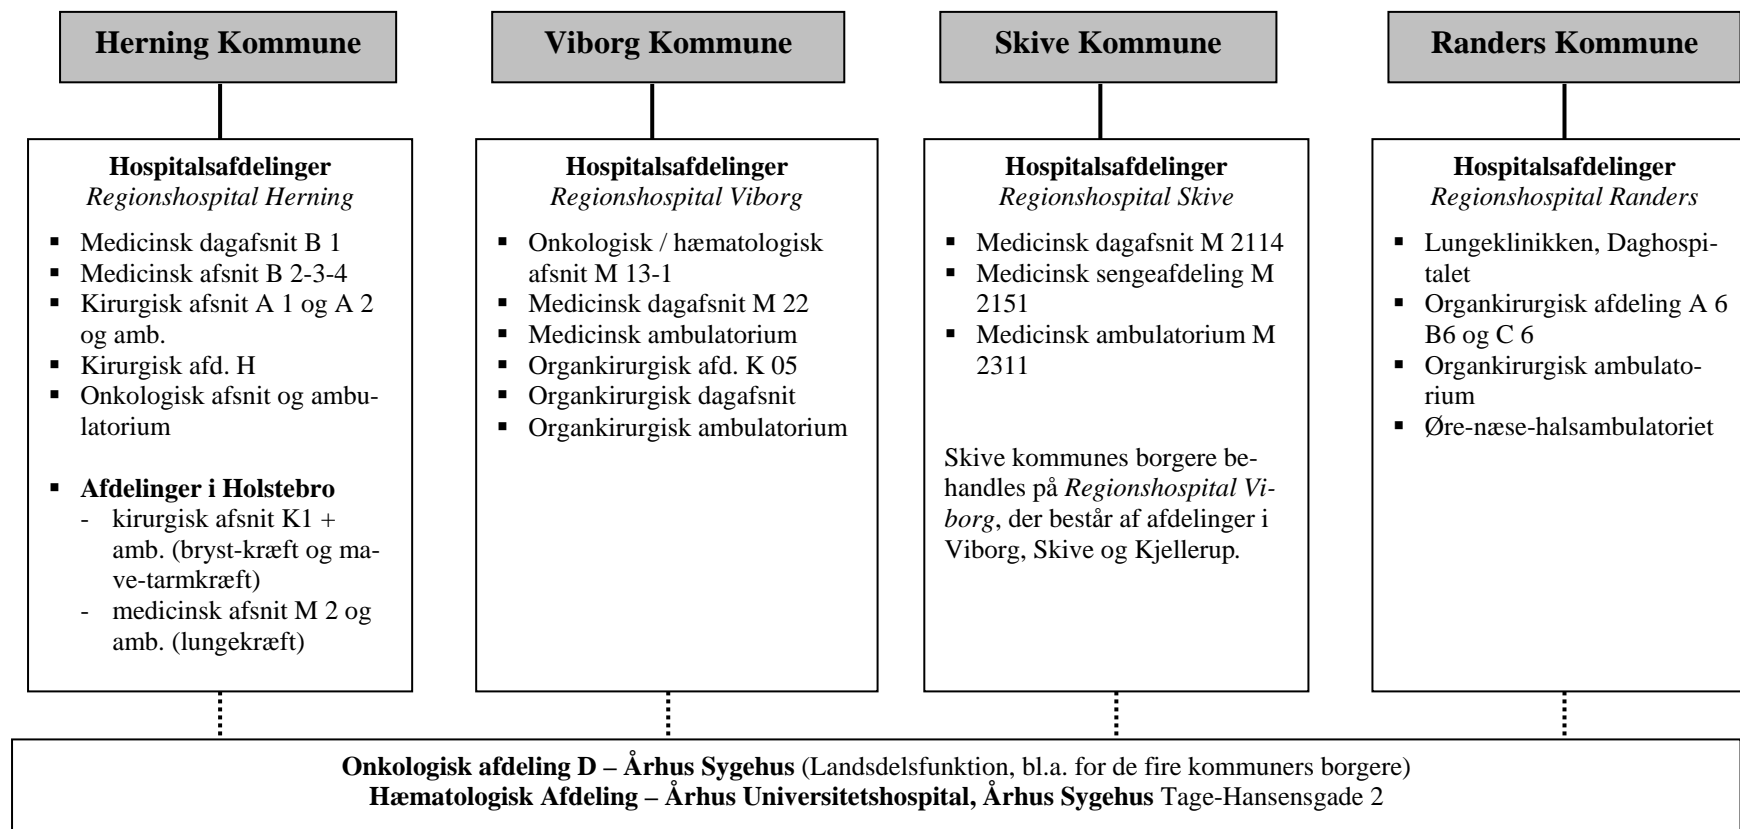 Herning Kommune
Hospitalsafdelinger
Regionshospital Herning
▪ Medicinsk dagafsnit B 1
▪ Medicinsk afsnit B 2-3-4
▪ Kirurgisk afsnit A 1 og A 2
og amb.
▪ Kirurgisk afd. H
▪ Onkologisk afsnit og ambu-
latorium
▪ Afdelinger i Holstebro
- kirurgisk afsnit K1 +
amb. (bryst-kræft og ma-
ve-tarmkræft)
- medicinsk afsnit M 2 og
amb. (lungekræft)
Viborg Kommune
Hospitalsafdelinger
Regionshospital Viborg
▪ Onkologisk / hæmatologisk
afsnit M 13-1
▪ Medicinsk dagafsnit M 22
▪ Medicinsk ambulatorium
▪ Organkirurgisk afd. K 05
▪ Organkirurgisk dagafsnit
▪ Organkirurgisk ambulatorium
Skive Kommune
Hospitalsafdelinger
Regionshospital Skive
▪ Medicinsk dagafsnit M 2114
▪ Medicinsk sengeafdeling M
2151
▪ Medicinsk ambulatorium M
2311
Skive kommunes borgere be-
handles på Regionshospital Vi-
borg, der består af afdelinger i
Viborg, Skive og Kjellerup.
Randers Kommune
Hospitalsafdelinger
Regionshospital Randers
▪ Lungeklinikken, Daghospi-
talet
▪ Organkirurgisk afdeling A 6
B6 og C 6
▪ Organkirurgisk ambulato-
rium
▪ Øre-næse-halsambulatoriet
Onkologisk afdeling D – Århus Sygehus (Landsdelsfunktion, bl.a. for de fire kommuners borgere)
Hæmatologisk Afdeling – Århus Universitetshospital, Århus Sygehus Tage-Hansensgade 2